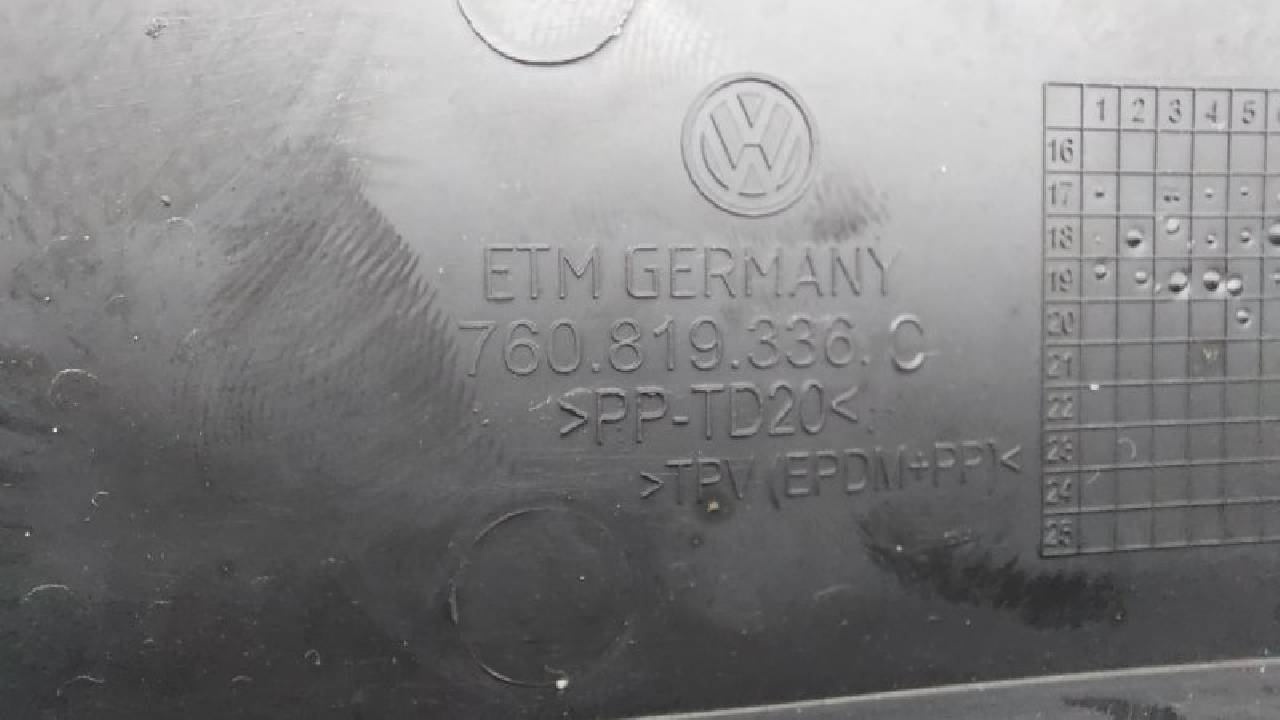 VW
ETM GERMANY
760.819.336. C
>PP-TD20<
>TPV (EPDM+PP)<
1 2 3 4 5
16
17
18
19
20
21
22
23
24
25